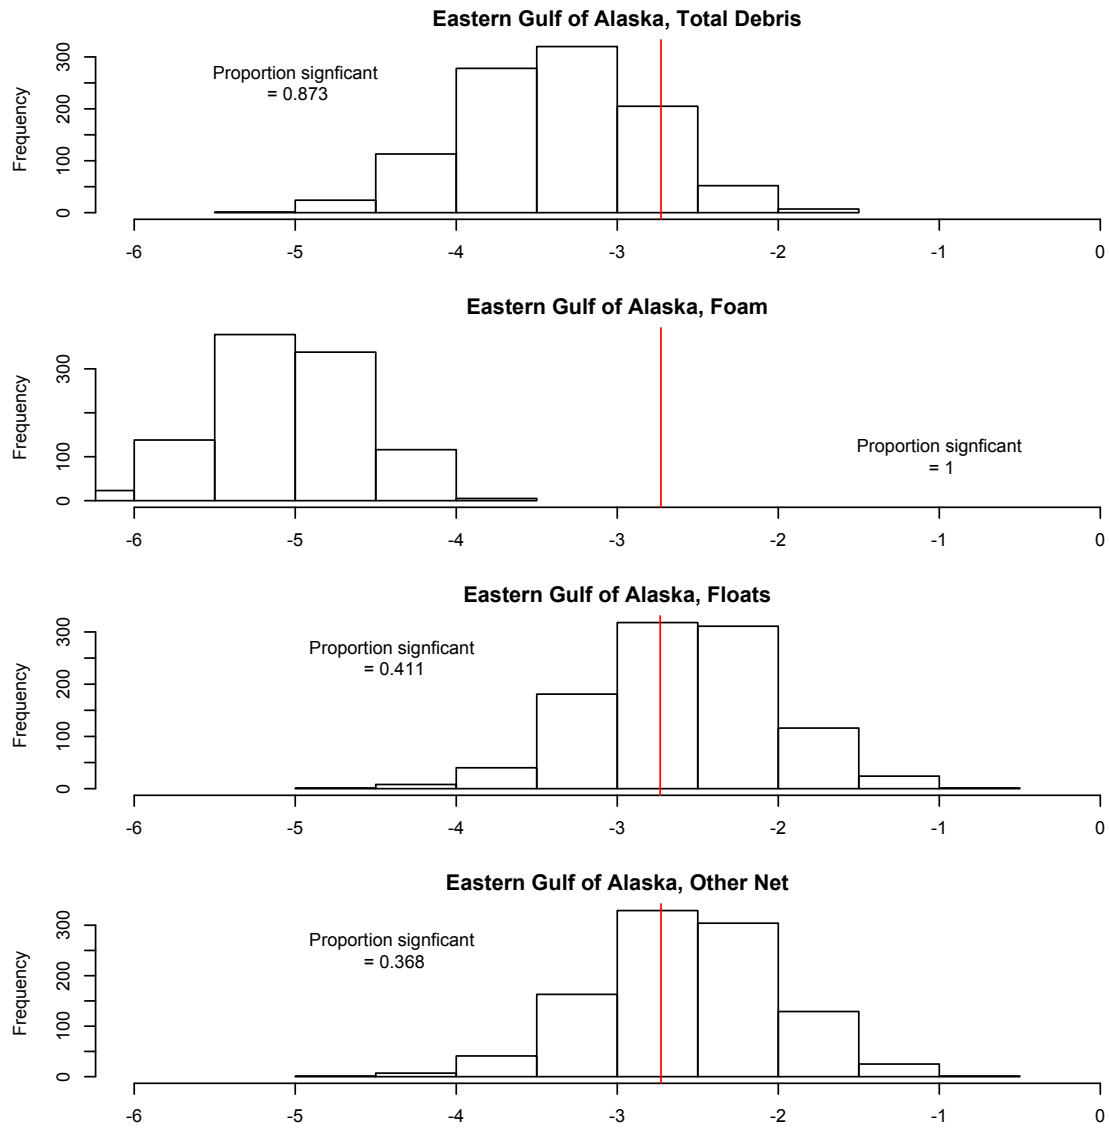 Eastern Gulf of Alaska, Total Debris
Proportion signficant
= 0.873
Frequency
0 100 200 300
-6 -5 -4 -3 -2 -1 0
Eastern Gulf of Alaska, Foam
Proportion signficant
= 1
Frequency
0 100 300
-6 -5 -4 -3 -2 -1 0
Eastern Gulf of Alaska, Floats
Proportion signficant
= 0.411
Frequency
0 100 200 300
-6 -5 -4 -3 -2 -1 0
Eastern Gulf of Alaska, Other Net
Proportion signficant
= 0.368
Frequency
0 100 200 300
-6 -5 -4 -3 -2 -1 0